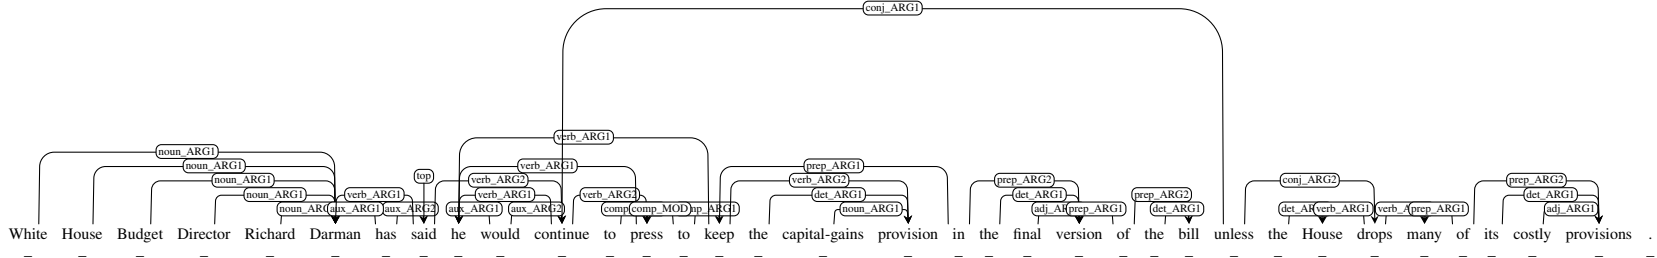 conj_ARG1
verb_ARG1
noun_ARG1
noun_ARG1 verb_ARG1 prep_ARG1
top
noun_ARG1 verb_ARG2 verb_ARG2 prep_ARG2 conj_ARG2 prep_ARG2
noun_ARG1 verb_ARG1 verb_ARG1 verb_ARG2 det_ARG1 det_ARG1 prep_ARG2 det_ARG1
aux_ARG1 aux_ARG2 aux_ARG1 aux_ARG2 comp_MOD noun_ARG1 prep_ARG1 det_ARG1 verb_ARG1 prep_ARG1 adj_ARG1
White House Budget Director Richard Darman has said he would continue to press to keep the capital-gains provision in the final version of the bill unless the House drops many of its costly provisions .
_ _ _ _ _ _ _ _ _ _ _ _ _ _ _ _ _ _ _ _ _ _ _ _ _ _ _ _ _ _ _ _ _ _ _ _